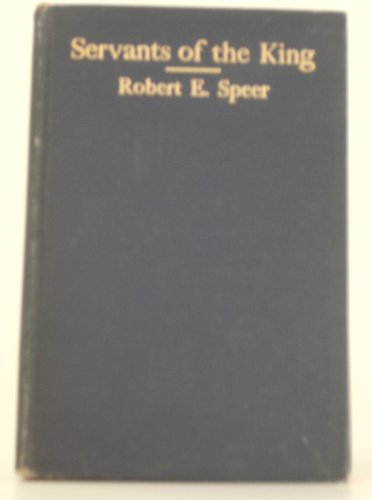 Servants of the King
Robert E. Speer